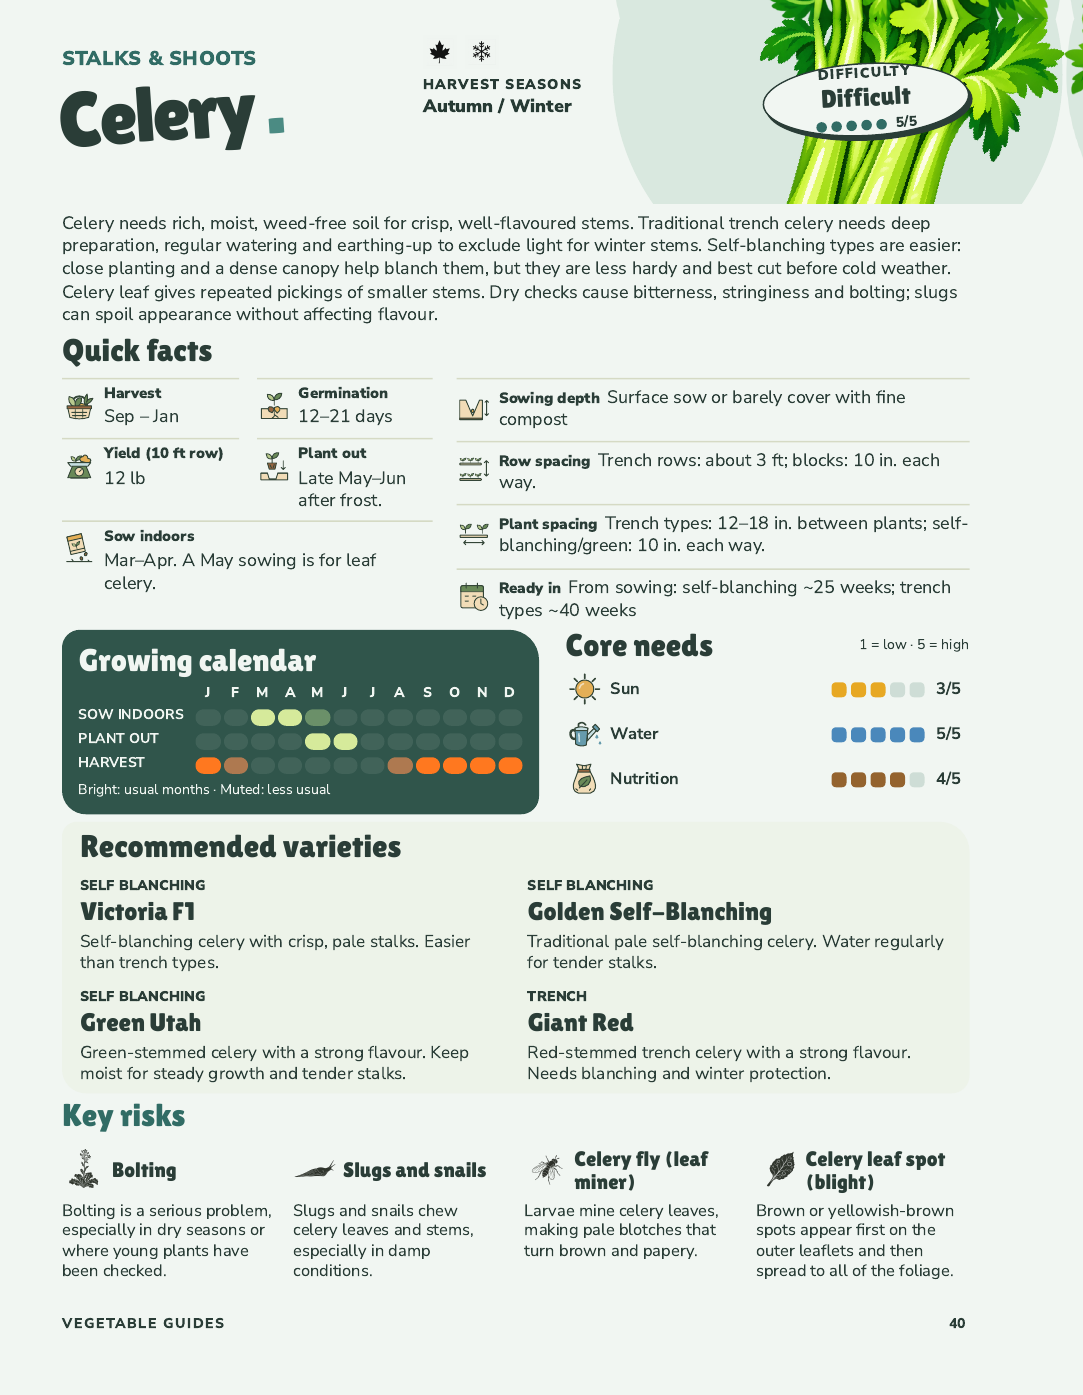 STALKS & SHOOTS
Celery
HARVEST SEASONS
Autumn / Winter
DIFFICULTY
Difficult
5/5
Celery needs rich, moist, weed-free soil for crisp, well-flavoured stems. Traditional trench celery needs deep
preparation, regular watering and earthing-up to exclude light for winter stems. Self-blanching types are easier:
close planting and a dense canopy help blanch them, but they are less hardy and best cut before cold weather.
Celery leaf gives repeated pickings of smaller stems. Dry checks cause bitterness, stringiness and bolting; slugs
can spoil appearance without affecting flavour.
Quick facts
Harvest
Sep – Jan
Germination
12–21 days
Yield (10 ft row)
12 lb
Plant out
Late May–Jun
after frost.
Sow indoors
Mar–Apr. A May sowing is for leaf
celery.
Sowing depth Surface sow or barely cover with fine
compost
Row spacing Trench rows: about 3 ft; blocks: 10 in. each
way.
Plant spacing Trench types: 12–18 in. between plants; self-
blanching/green: 10 in. each way.
Ready in From sowing: self-blanching ~25 weeks; trench
types ~40 weeks
Growing calendar
J F M A M J J A S O N D
SOW INDOORS
PLANT OUT
HARVEST
Bright: usual months · Muted: less usual
Core needs
1 = low · 5 = high
Sun 3/5
Water 5/5
Nutrition 4/5
Recommended varieties
SELF BLANCHING
Victoria F1
Self-blanching celery with crisp, pale stalks. Easier
than trench types.
SELF BLANCHING
Golden Self-Blanching
Traditional pale self-blanching celery. Water regularly
for tender stalks.
SELF BLANCHING
Green Utah
Green-stemmed celery with a strong flavour. Keep
moist for steady growth and tender stalks.
TRENCH
Giant Red
Red-stemmed trench celery with a strong flavour.
Needs blanching and winter protection.
Key risks
Bolting
Bolting is a serious problem,
especially in dry seasons or
where young plants have
been checked.
Slugs and snails
Slugs and snails chew
celery leaves and stems,
especially in damp
conditions.
Celery fly (leaf
miner)
Larvae mine celery leaves,
making pale blotches that
turn brown and papery.
Celery leaf spot
(blight)
Brown or yellowish-brown
spots appear first on the
outer leaflets and then
spread to all of the foliage.
VEGETABLE GUIDES
40